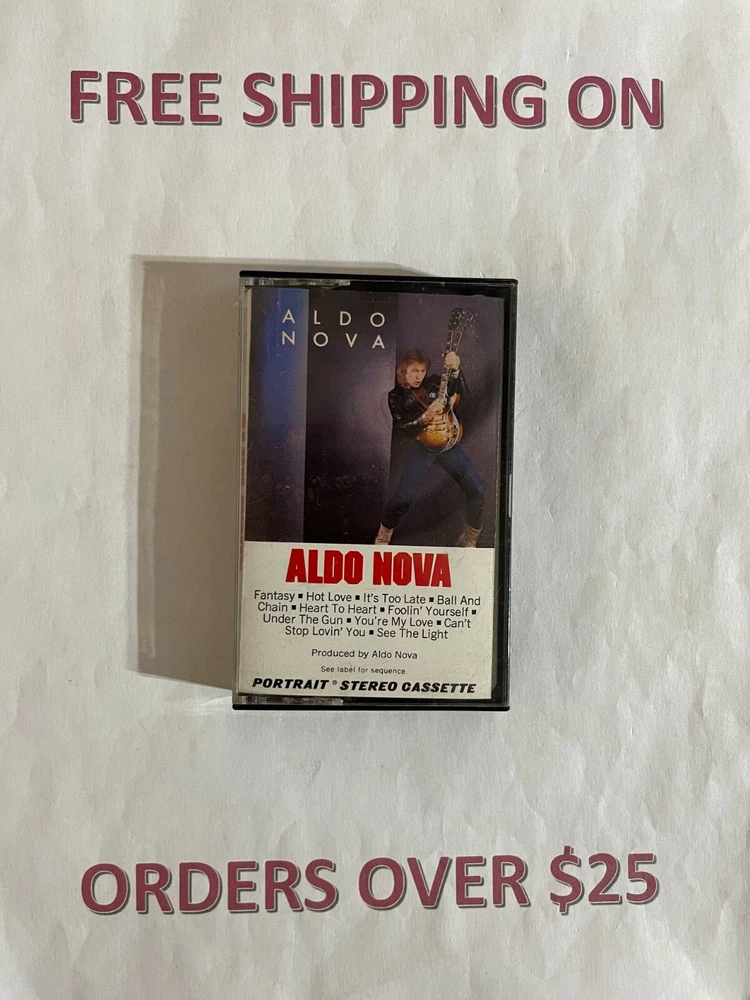 FREE SHIPPING ON
ALDO
NOVA
ALDO NOVA
Fantasy ▪ Hot Love ▪ It's Too Late ▪ Ball And
Chain ▪ Heart To Heart ▪ Foolin' Yourself ▪
Under The Gun ▪ You're My Love ▪ Can't
Stop Lovin' You ▪ See The Light
Produced by Aldo Nova
See label for sequence.
PORTRAIT ® STEREO CASSETTE
ORDERS OVER $25